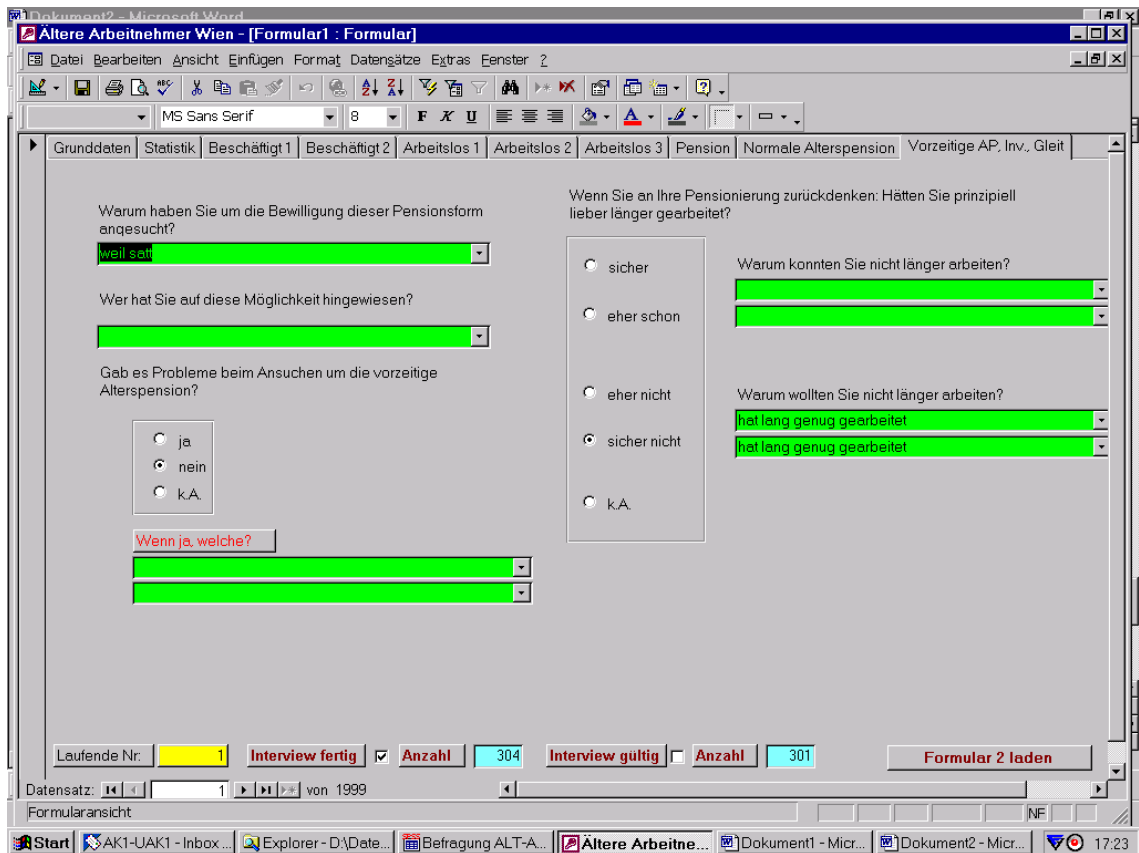 Dokument2 - Microsoft Word
Ältere Arbeitnehmer Wien - [Formular1 : Formular]
Datei Bearbeiten Ansicht Einfügen Format Datensätze Extras Fenster ?
MS Sans Serif 8 F K U
Grunddaten Statistik Beschäftigt 1 Beschäftigt 2 Arbeitslos 1 Arbeitslos 2 Arbeitslos 3 Pension Normale Alterspension Vorzeitige AP, Inv., Gleit
Warum haben Sie um die Bewilligung dieser Pensionsform
angesucht?
weil satt
Wer hat Sie auf diese Möglichkeit hingewiesen?
Gab es Probleme beim Ansuchen um die vorzeitige
Alterspension?
ja
nein
k.A.
Wenn ja, welche?
Wenn Sie an Ihre Pensionierung zurückdenken: Hätten Sie prinzipiell
lieber länger gearbeitet?
sicher
eher schon
eher nicht
sicher nicht
k.A.
Warum konnten Sie nicht länger arbeiten?
Warum wollten Sie nicht länger arbeiten?
hat lang genug gearbeitet
hat lang genug gearbeitet
Laufende Nr: 1 Interview fertig Anzahl 304 Interview gültig Anzahl 301 Formular 2 laden
Datensatz: 1 von 1999
Formularansicht NF
Start AK1-UAK1 - Inbox ... Explorer - D:\Date... Befragung ALT-A... Ältere Arbeitne... Dokument1 - Micr... Dokument2 - Micr... 17:23